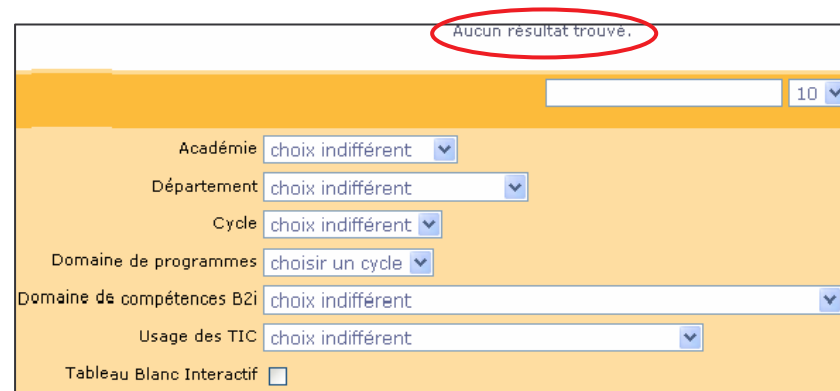 Aucun résultat trouvé.
10
Académie choix indifférent
Département choix indifférent
Cycle choix indifférent
Domaine de programmes choisir un cycle
Domaine de compétences B2i choix indifférent
Usage des TIC choix indifférent
Tableau Blanc Interactif